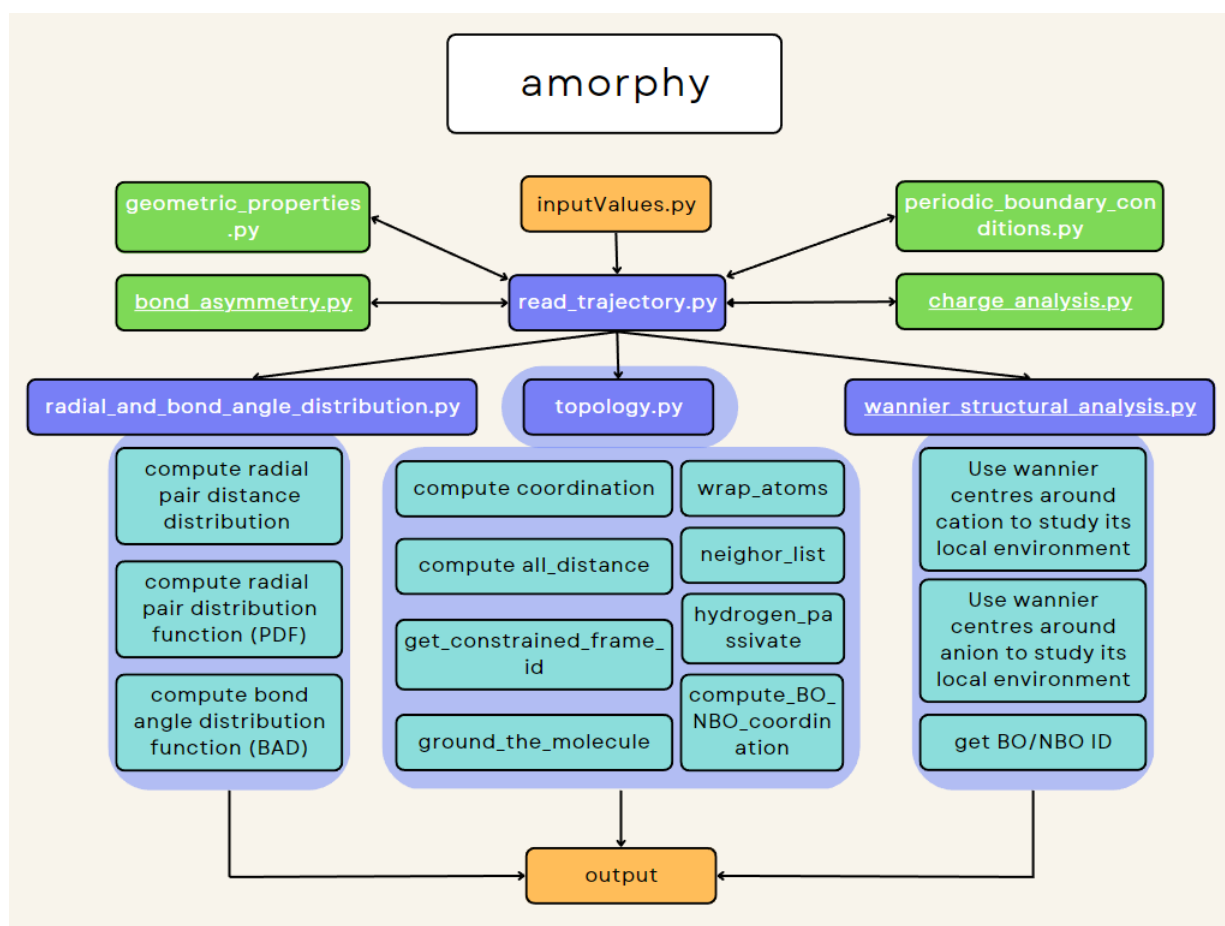 amorphy
geometric_properties
.py
inputValues.py
periodic_boundary_con
ditions.py
bond_asymmetry.py
read_trajectory.py
charge_analysis.py
radial_and_bond_angle_distribution.py
topology.py
wannier_structural_analysis.py
compute radial
pair distance
distribution
compute radial
pair distribution
function (PDF)
compute bond
angle distribution
function (BAD)
compute coordination
compute all_distance
get_constrained_frame_
id
ground_the_molecule
wrap_atoms
neighor_list
hydrogen_pa
ssivate
compute_BO_
NBO_coordin
ation
Use wannier
centres around
cation to study its
local environment
Use wannier
centres around
anion to study its
local environment
get BO/NBO ID
output